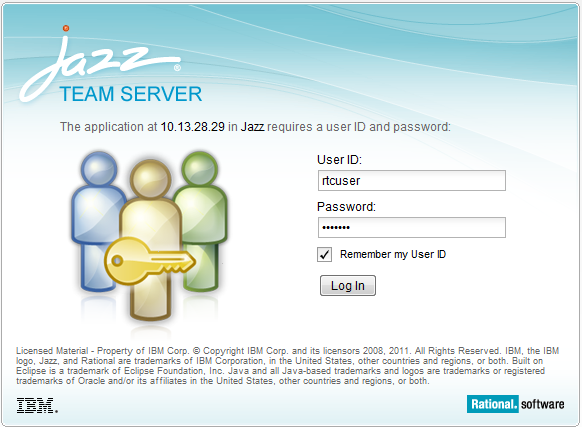 jazz®
TEAM SERVER
The application at 10.13.28.29 in Jazz requires a user ID and password:
User ID:
rtcuser
Password:
•••••••
Remember my User ID
Log In
Licensed Material - Property of IBM Corp. © Copyright IBM Corp. and its licensors 2008, 2011. All Rights Reserved. IBM, the IBM
logo, Jazz, and Rational are trademarks of IBM Corporation, in the United States, other countries and regions, or both. Built on
Eclipse is a trademark of Eclipse Foundation, Inc. Java and all Java-based trademarks and logos are trademarks or registered
trademarks of Oracle and/or its affiliates in the United States, other countries and regions, or both.
IBM.
Rational. software